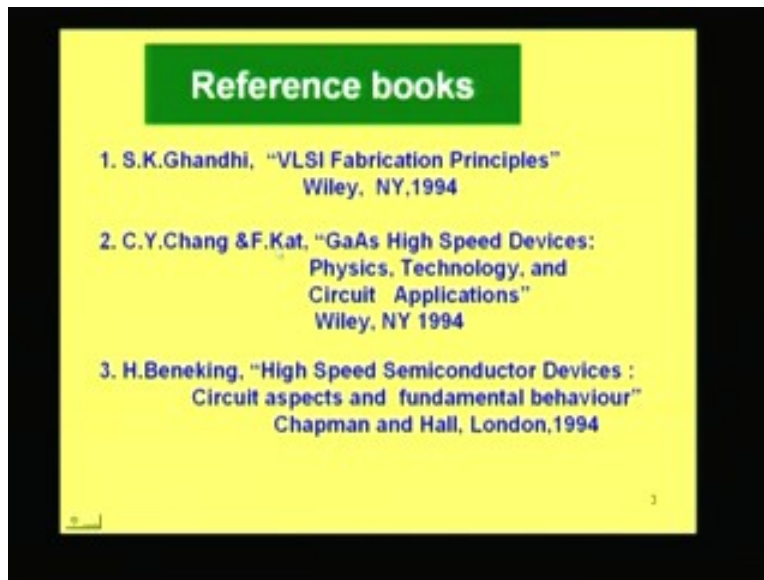 Reference books
1. S.K.Ghandhi, “VLSI Fabrication Principles”
Wiley, NY,1994
2. C.Y.Chang &F.Kat, “GaAs High Speed Devices:
Physics, Technology, and
Circuit Applications”
Wiley, NY 1994
3. H.Beneking, “High Speed Semiconductor Devices :
Circuit aspects and fundamental behaviour”
Chapman and Hall, London,1994
3